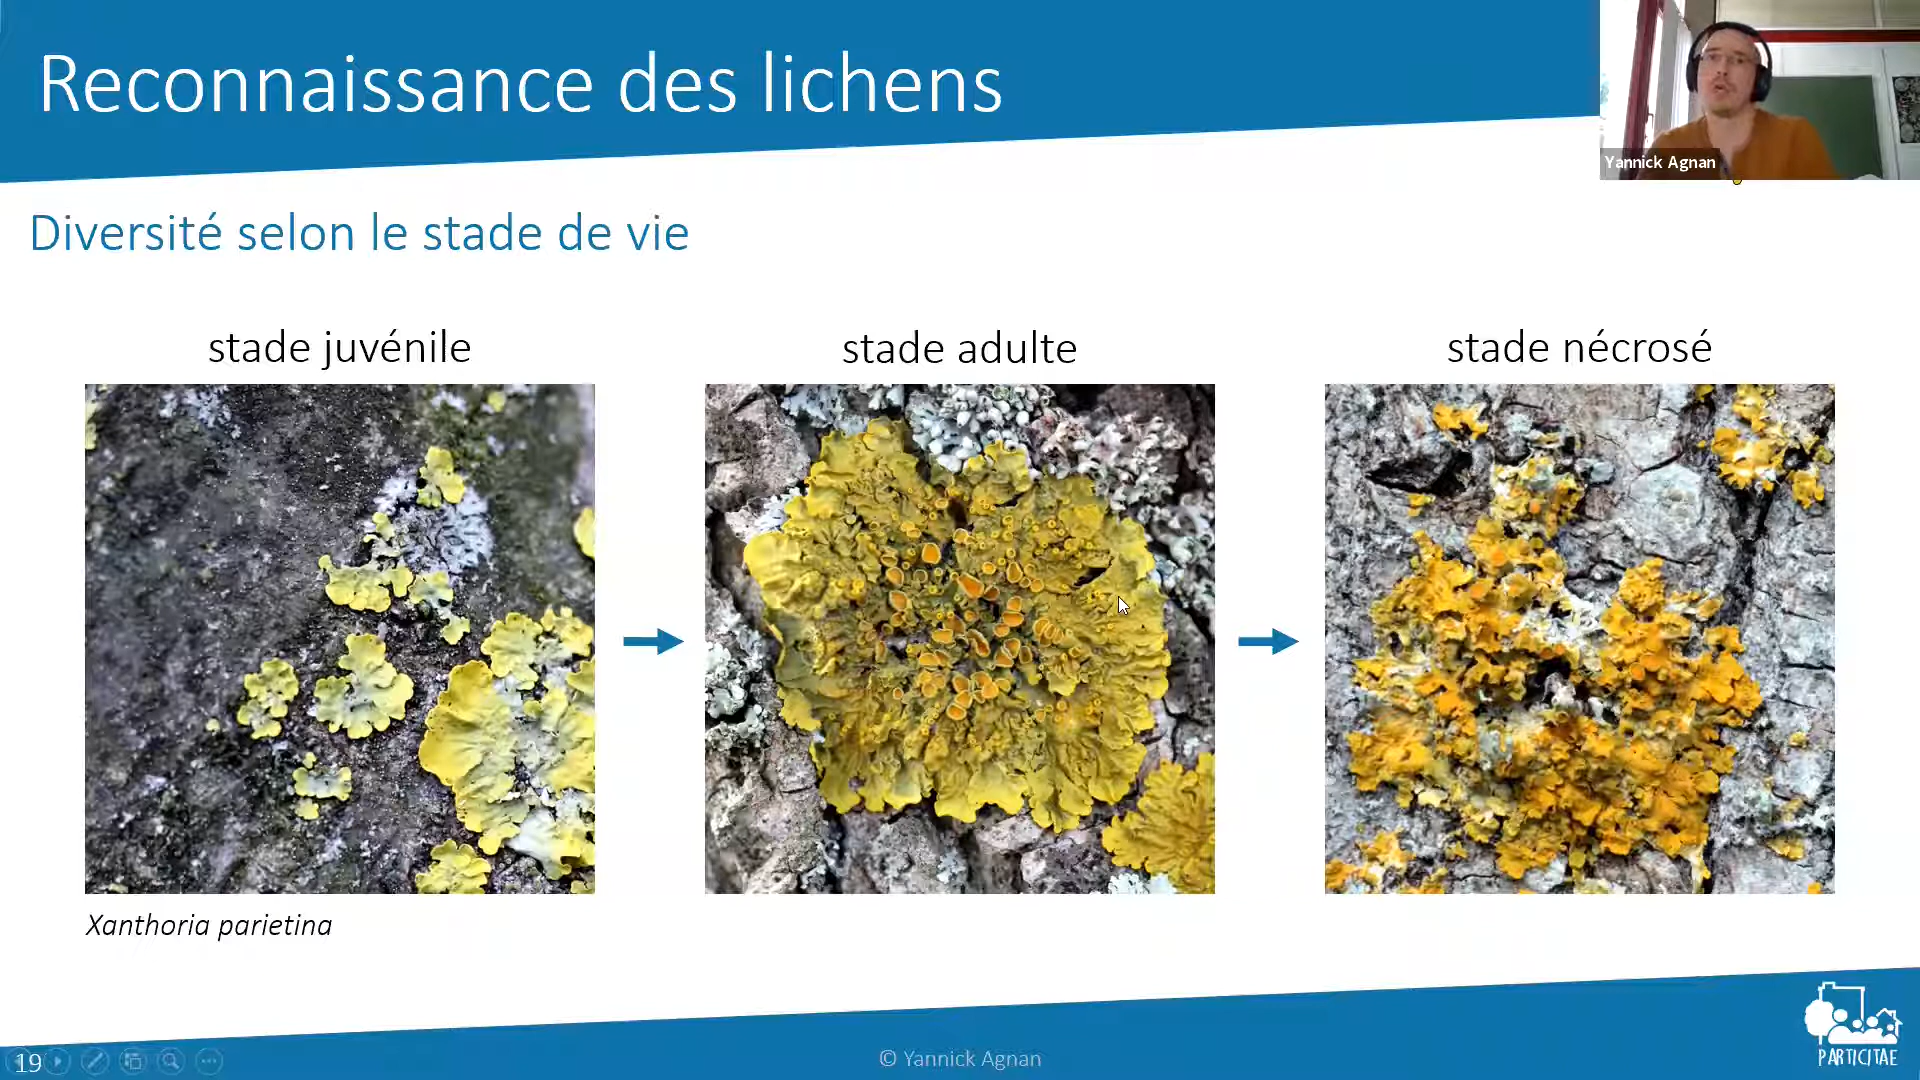 Reconnaissance des lichens
Yannick Agnan
Diversité selon le stade de vie
stade juvénile
stade adulte
stade nécrosé
Xanthoria parietina
19
© Yannick Agnan
PARTICITAE